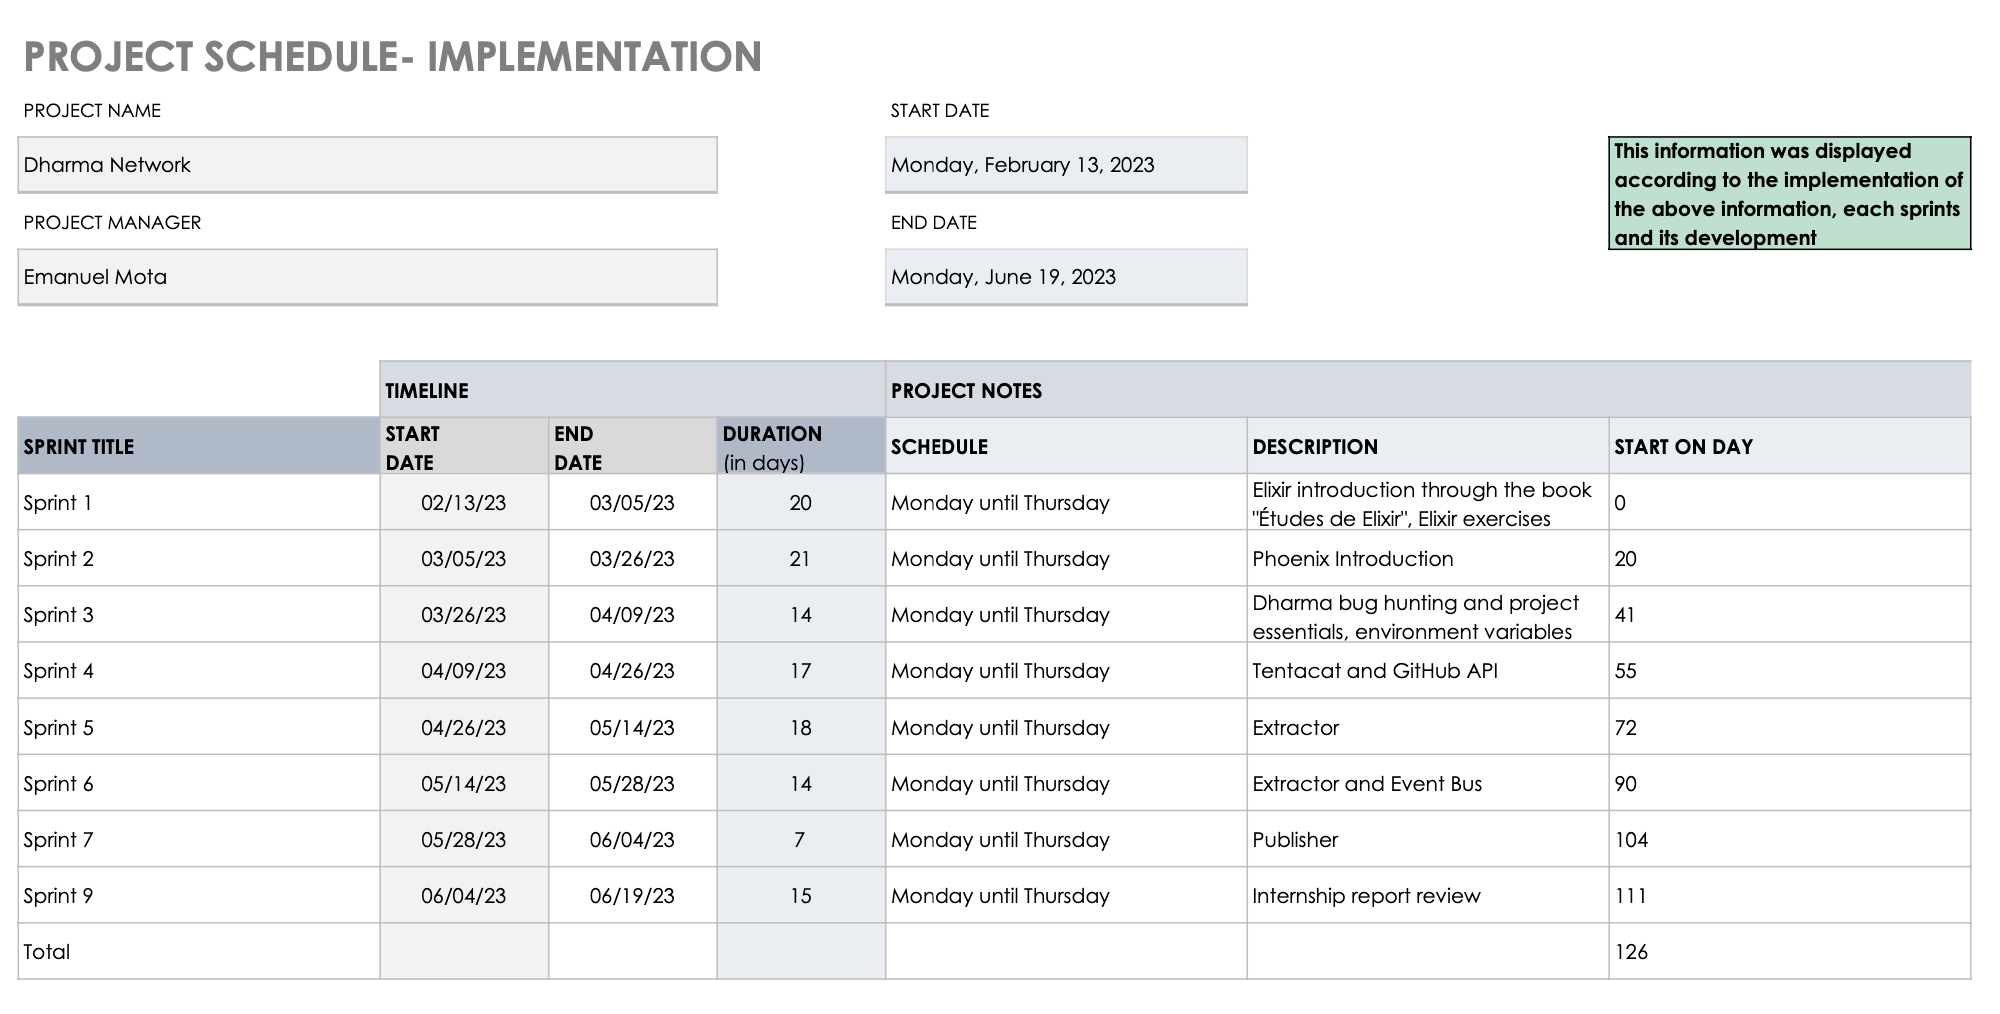 PROJECT SCHEDULE- IMPLEMENTATION
PROJECT NAME
START DATE
Dharma Network
Monday, February 13, 2023
This information was displayed
according to the implementation of
the above information, each sprints
and its development
PROJECT MANAGER
END DATE
Emanuel Mota
Monday, June 19, 2023
TIMELINE PROJECT NOTES
SPRINT TITLE
START
DATE
END
DATE
DURATION
(in days)
SCHEDULE
DESCRIPTION
START ON DAY
Sprint 1 02/13/23 03/05/23 20 Monday until Thursday
Elixir introduction through the book
"Études de Elixir", Elixir exercises
0
Sprint 2 03/05/23 03/26/23 21 Monday until Thursday Phoenix Introduction 20
Sprint 3 03/26/23 04/09/23 14 Monday until Thursday
Dharma bug hunting and project
essentials, environment variables
41
Sprint 4 04/09/23 04/26/23 17 Monday until Thursday Tentacat and GitHub API 55
Sprint 5 04/26/23 05/14/23 18 Monday until Thursday Extractor 72
Sprint 6 05/14/23 05/28/23 14 Monday until Thursday Extractor and Event Bus 90
Sprint 7 05/28/23 06/04/23 7 Monday until Thursday Publisher 104
Sprint 9 06/04/23 06/19/23 15 Monday until Thursday Internship report review 111
Total 126